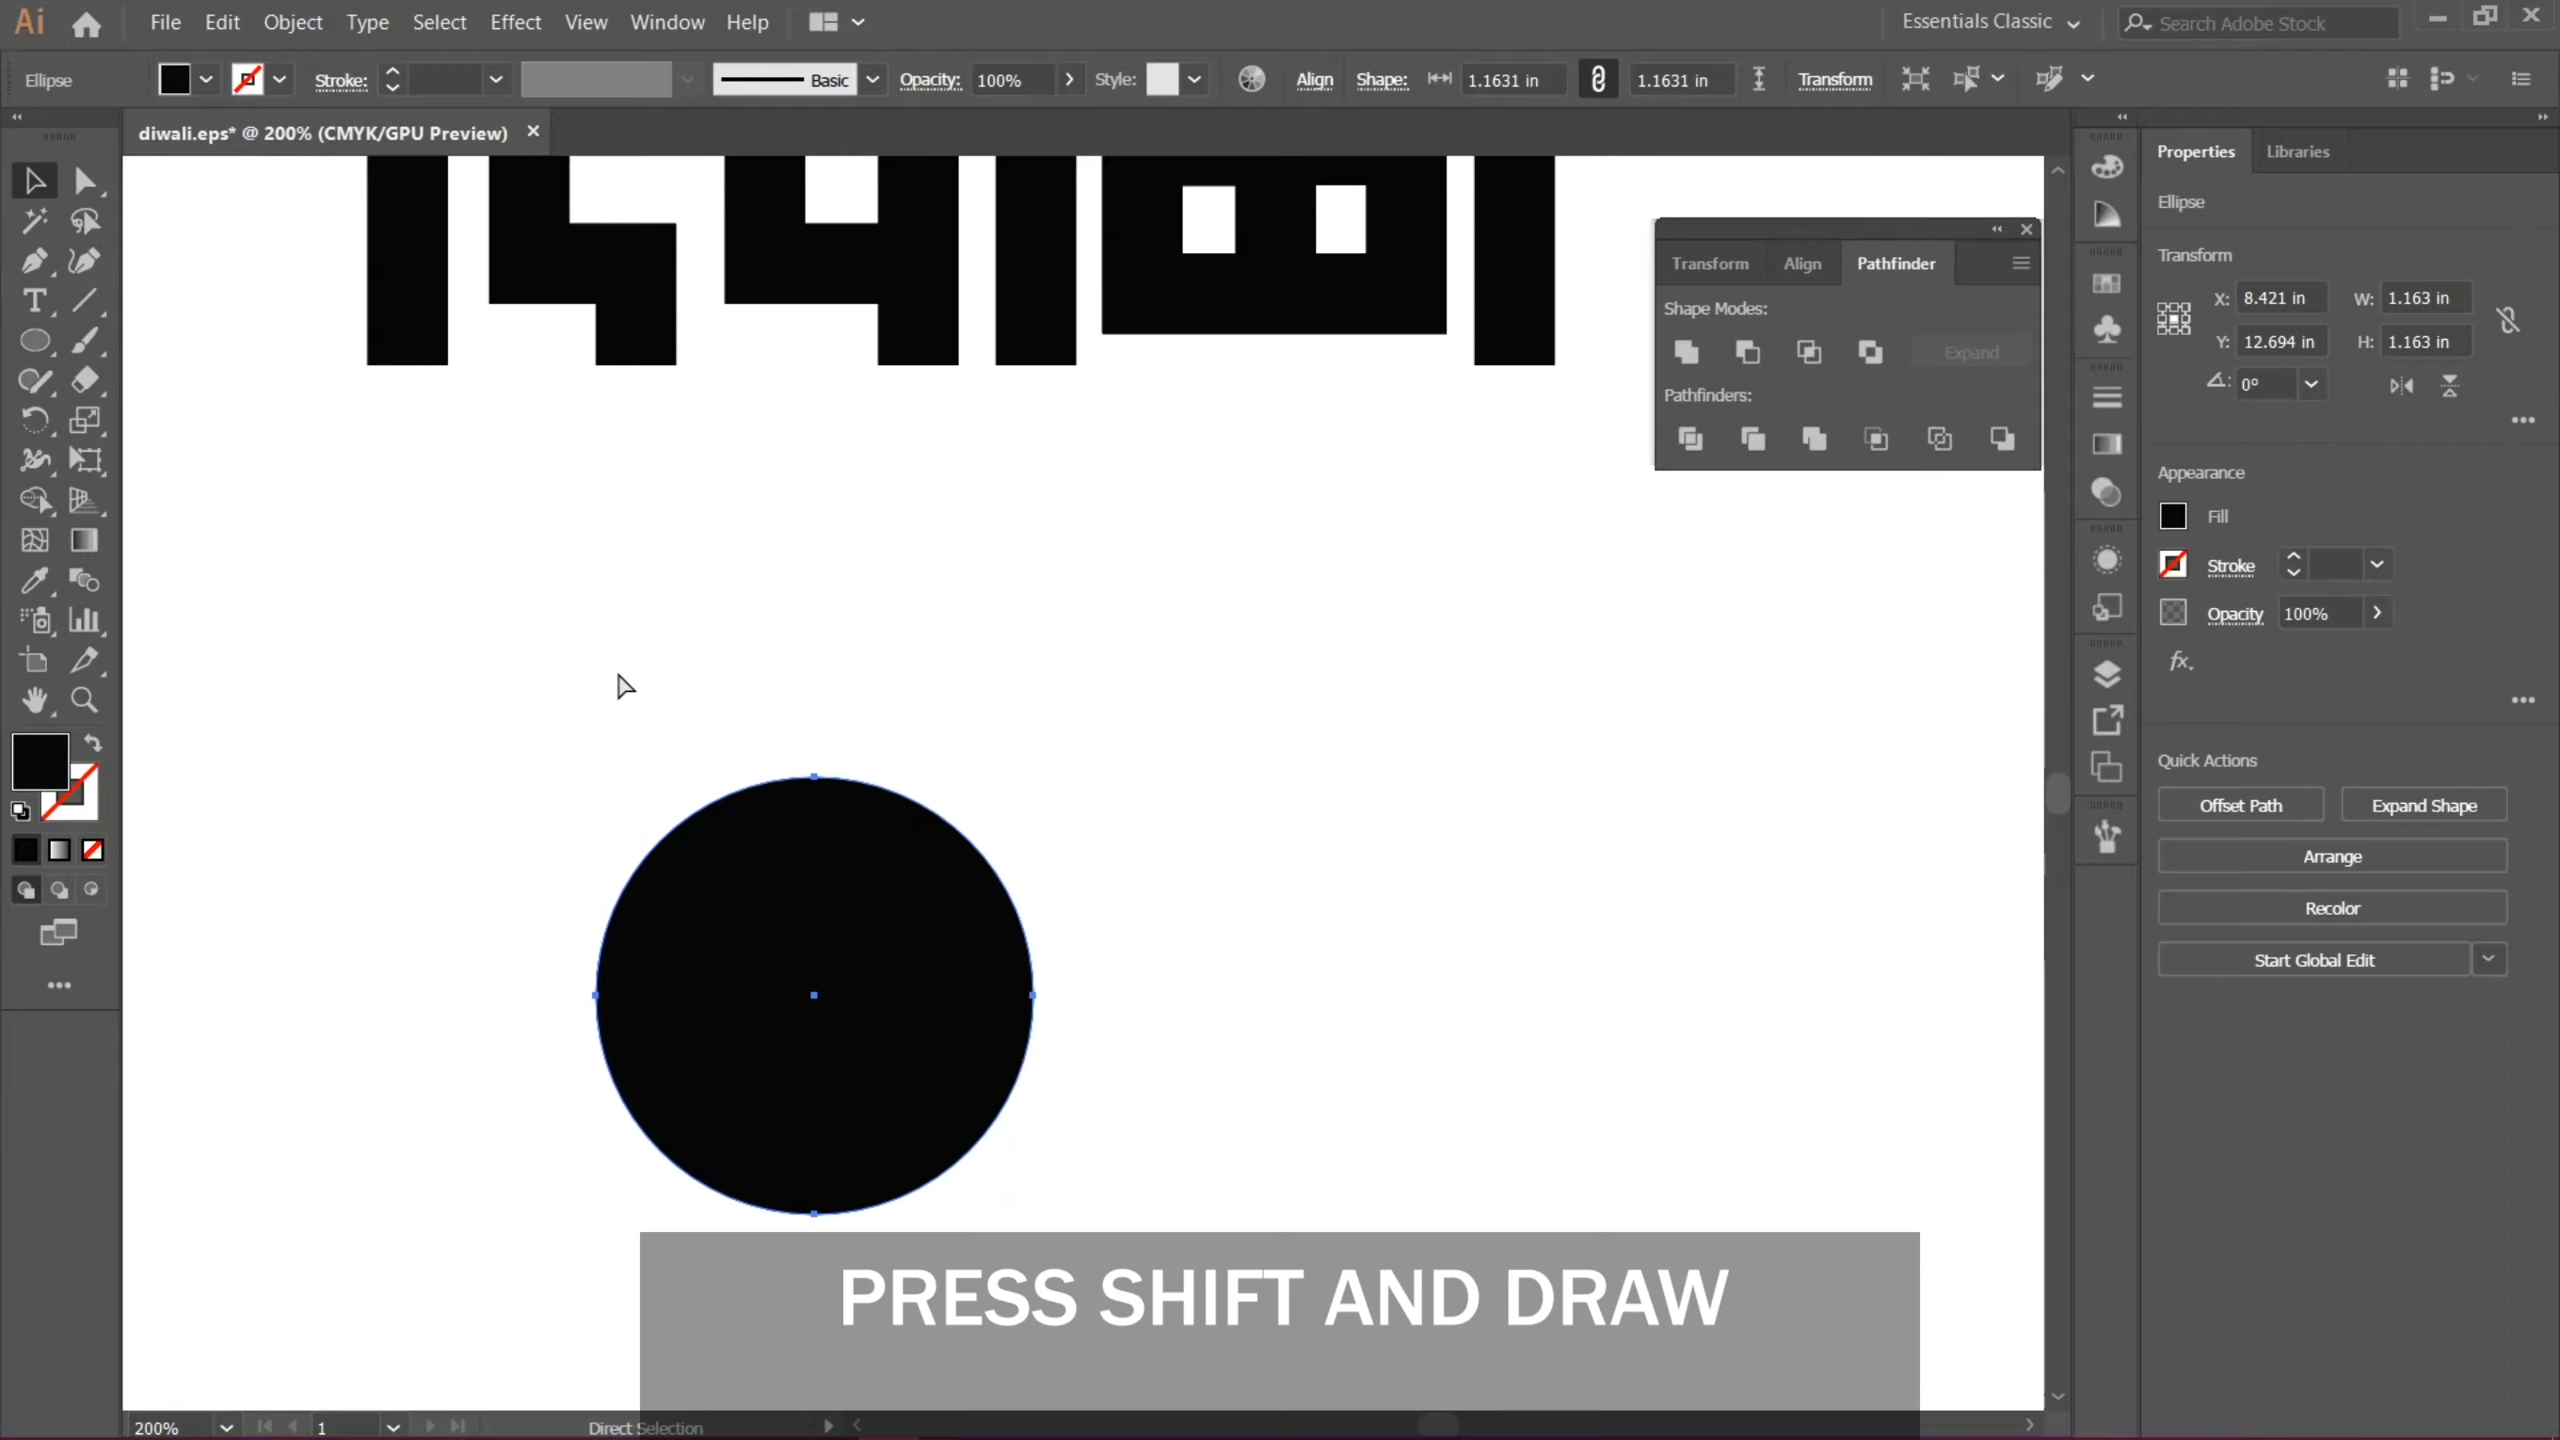 Ai File Edit Object Type Select Effect View Window Help Essentials Classic Search Adobe Stock
Ellipse Stroke: Basic Opacity: 100% Style: Align Shape: 1.1631 in 1.1631 in Transform
diwali.eps* @ 200% (CMYK/GPU Preview)
Properties Libraries
Ellipse
Transform
X: 8.421 in W: 1.163 in
Y: 12.694 in H: 1.163 in
0°
Appearance
Fill
Stroke
Opacity 100%
fx.
Quick Actions
Offset Path Expand Shape
Arrange
Recolor
Start Global Edit
Transform Align Pathfinder
Shape Modes:
Expand
Pathfinders:
PRESS SHIFT AND DRAW
200% 1 Direct Selection